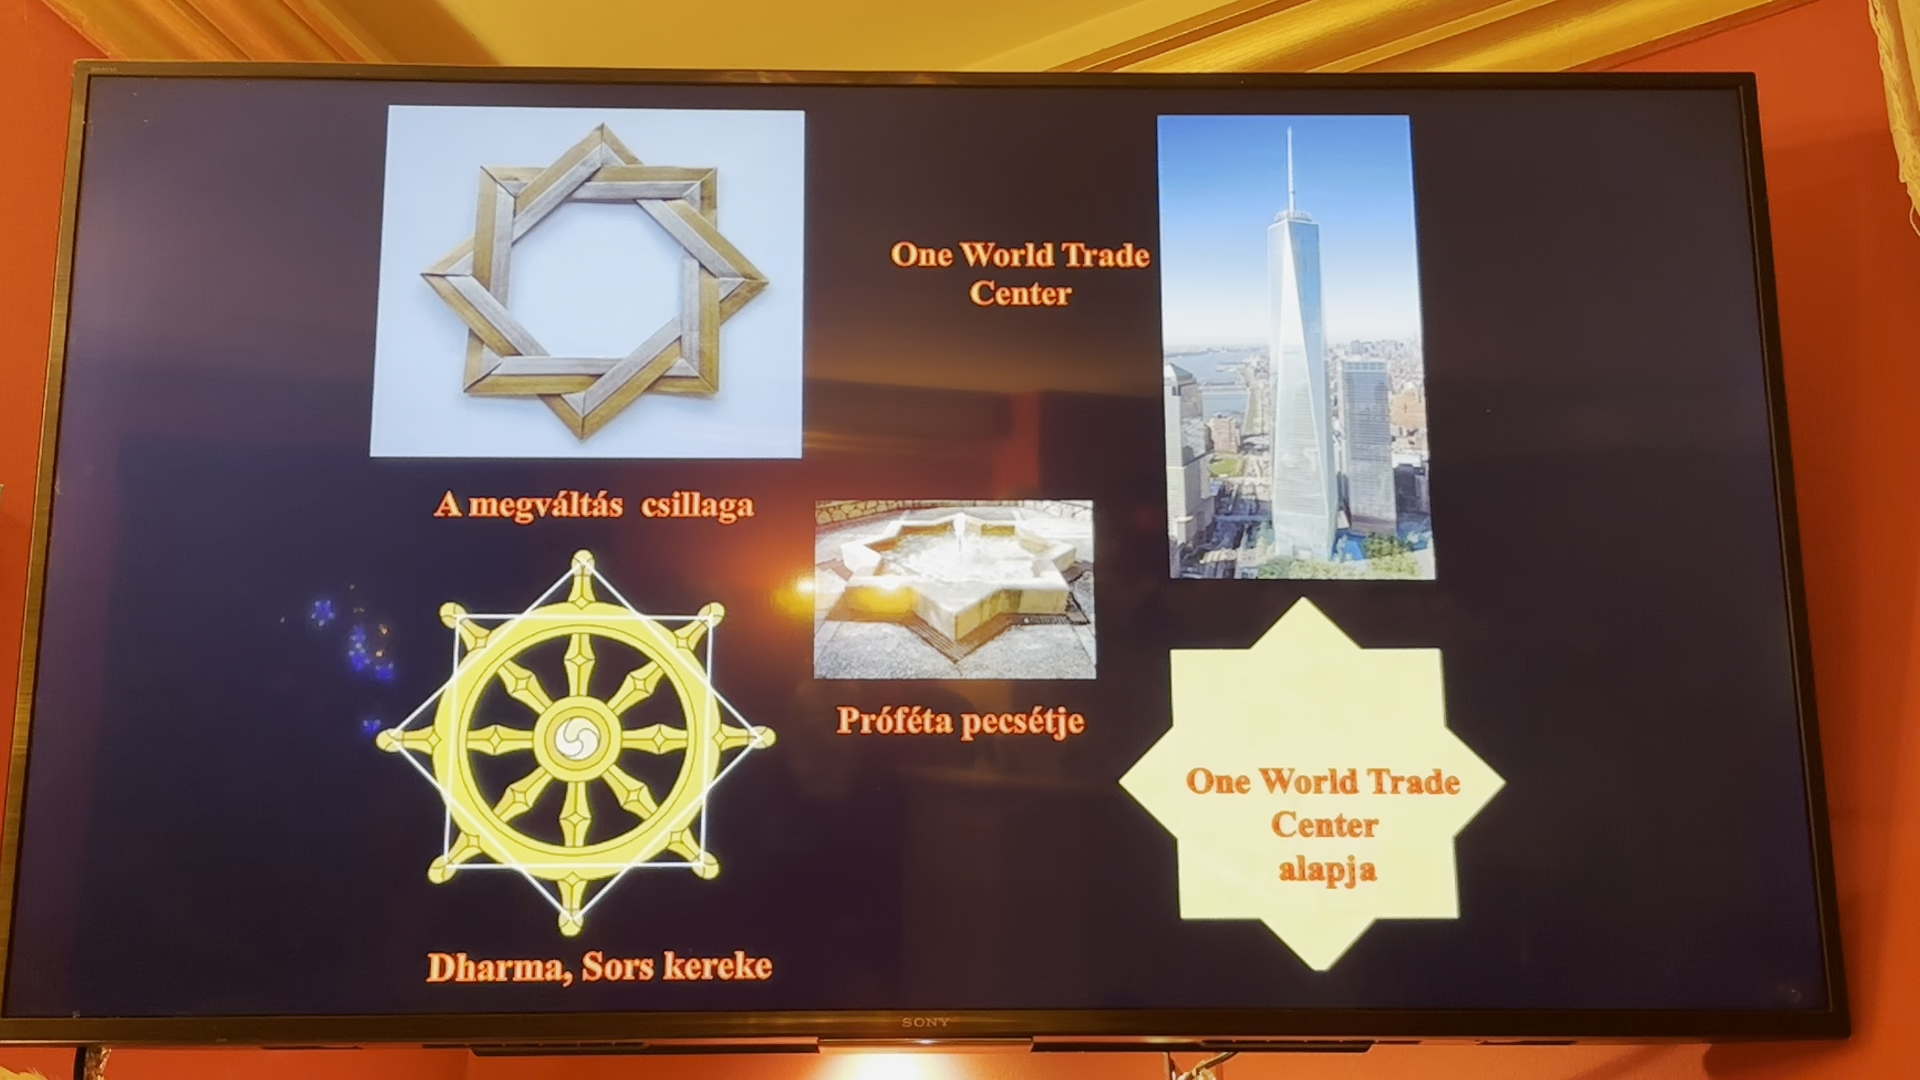 One World Trade
Center
A megváltás csillaga
Próféta pecsétje
One World Trade
Center
alapja
Dharma, Sors kereke
SONY